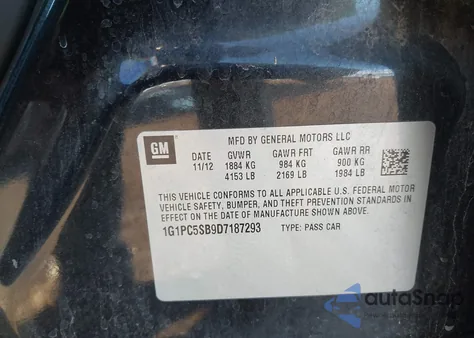 GM
MFD BY GENERAL MOTORS LLC
DATE GVWR GAWR FRT GAWR RR
11/12 1884 KG 984 KG 900 KG
4153 LB 2169 LB 1984 LB
THIS VEHICLE CONFORMS TO ALL APPLICABLE U.S. FEDERAL MOTOR
VEHICLE SAFETY, BUMPER, AND THEFT PREVENTION STANDARDS IN
EFFECT ON THE DATE OF MANUFACTURE SHOWN ABOVE.
1G1PC5SB9D7187293 TYPE: PASS CAR
autoSnap